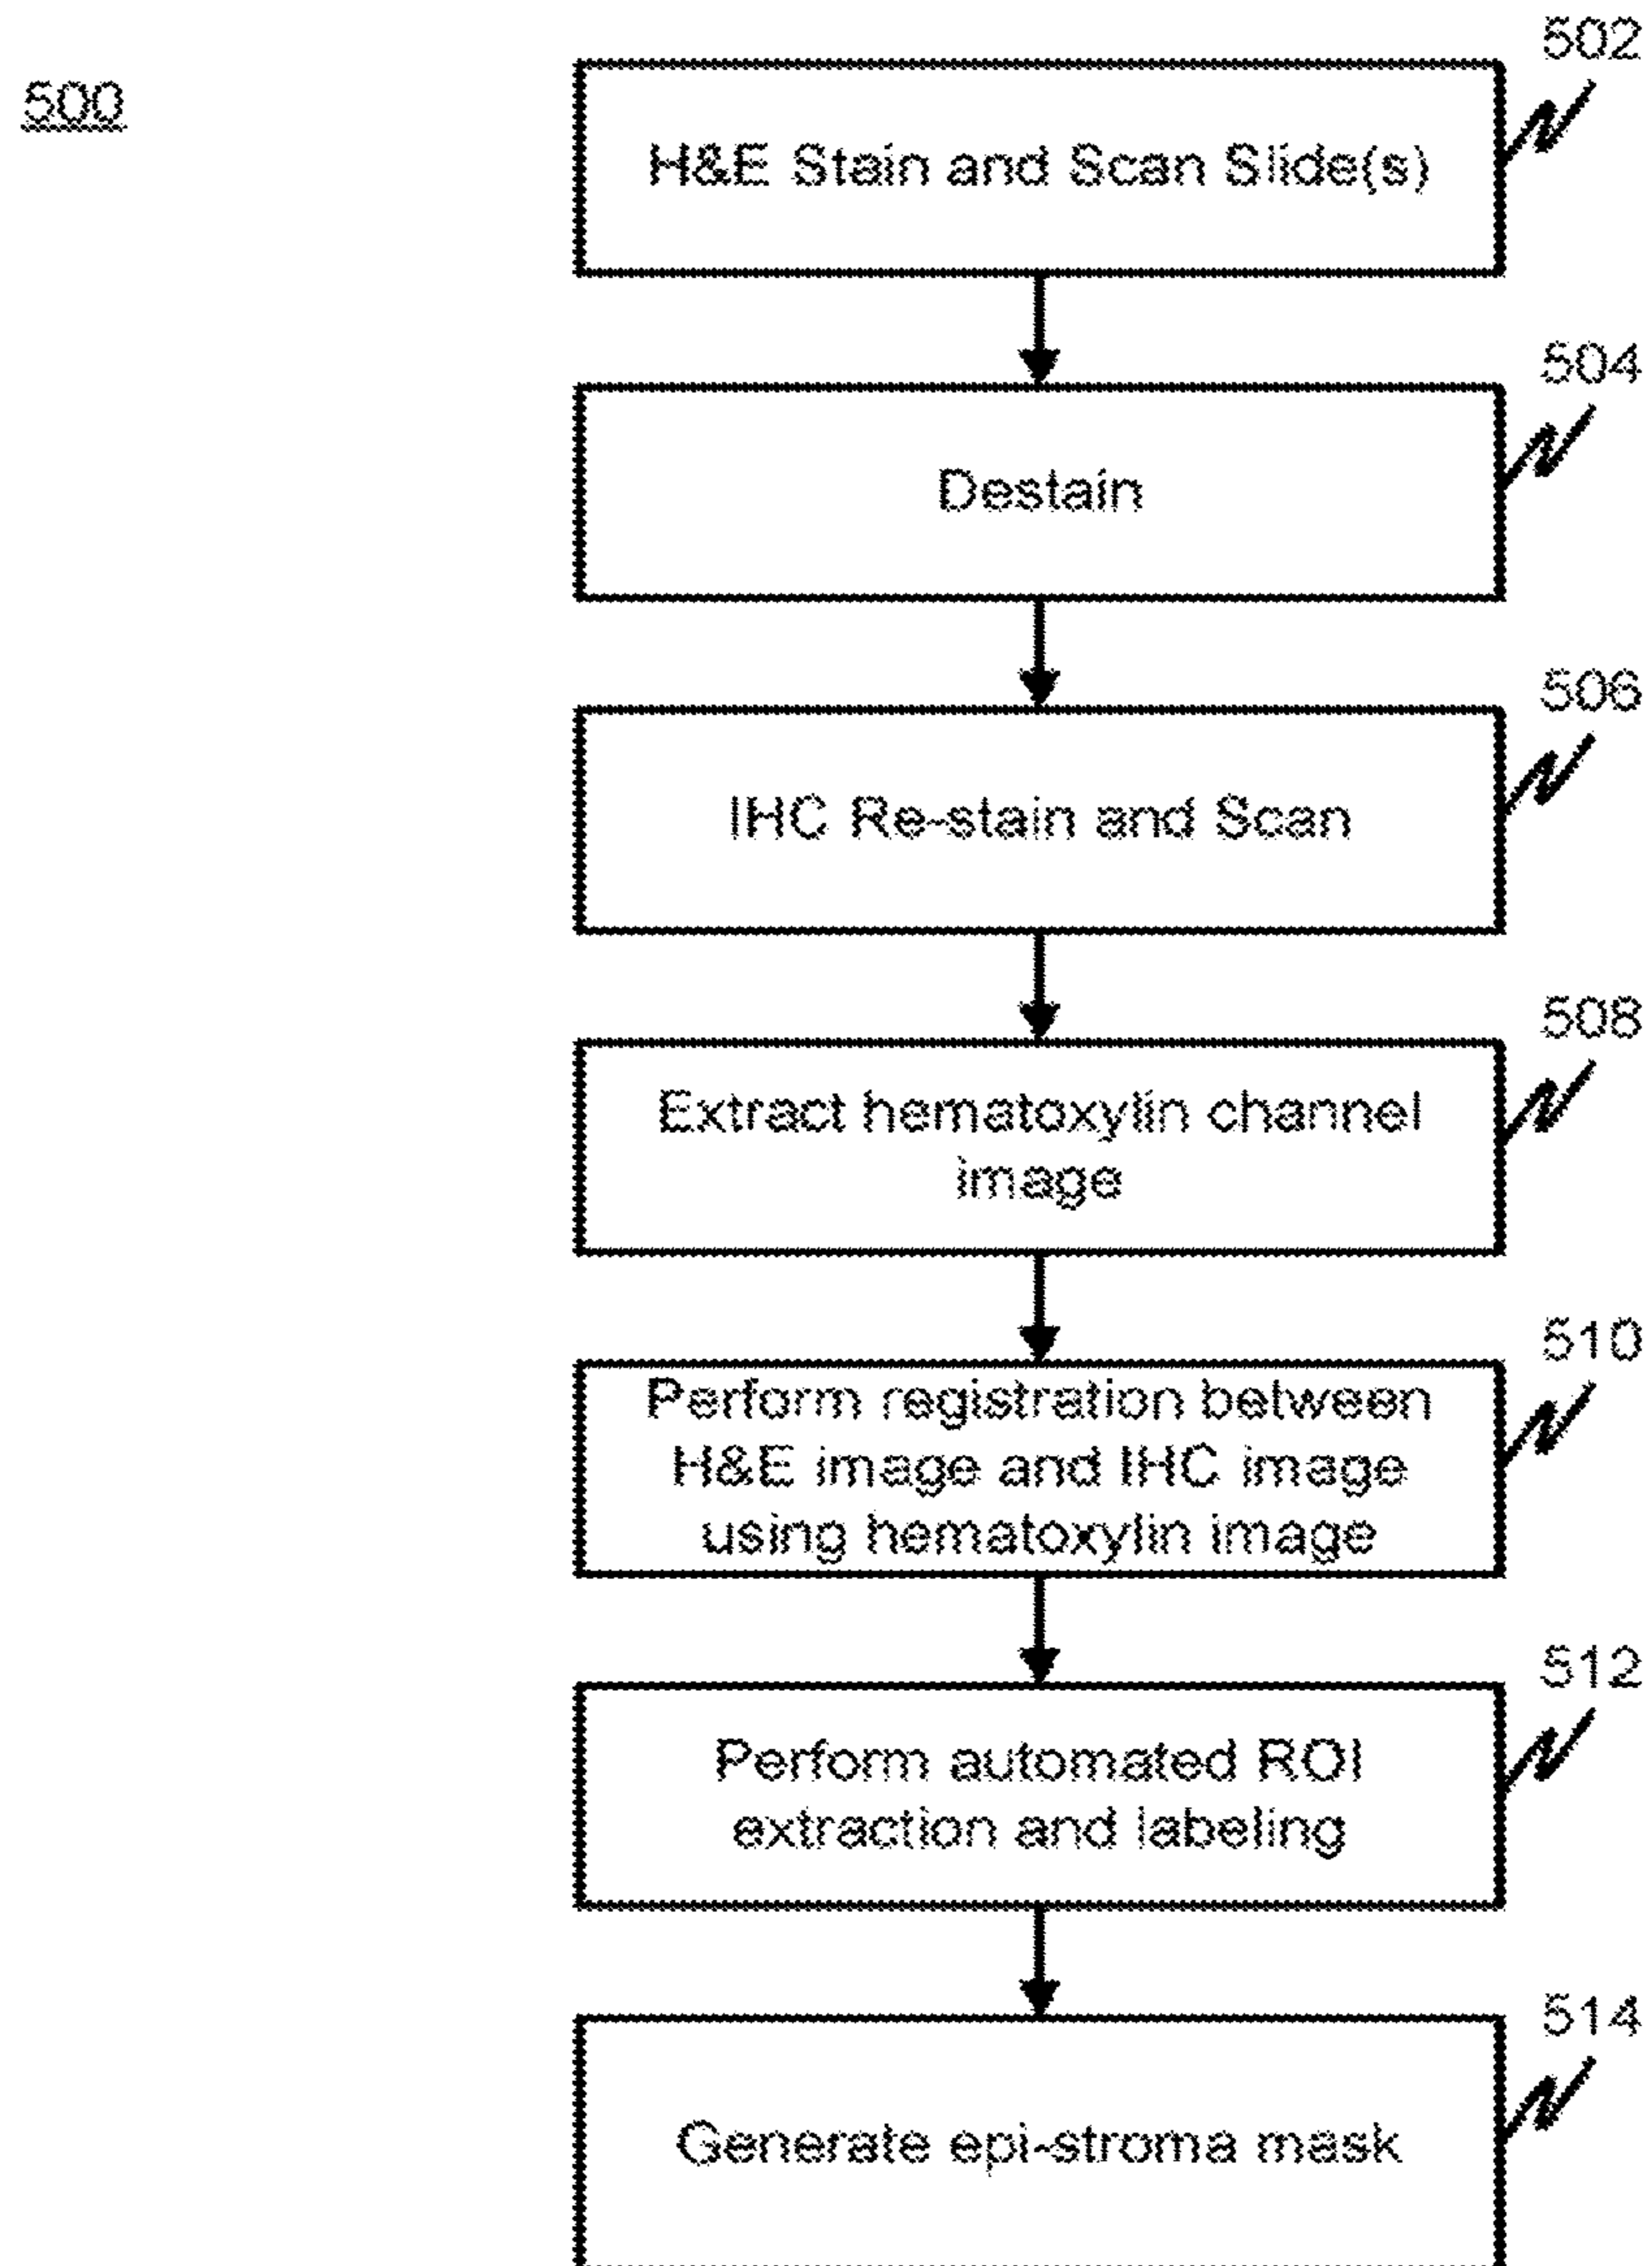 500
502
H&E Stain and Scan Slide(s)
504
Destain
506
IHC Re-stain and Scan
508
Extract hematoxylin channel
image
510
Perform registration between
H&E image and IHC image
using hematoxylin image
512
Perform automated ROI
extraction and labeling
514
Generate epi-stroma mask